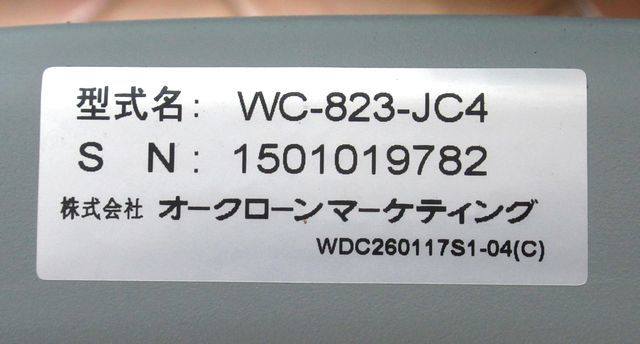 型式名: WC-823-JC4
S N: 1501019782
株式会社 オークローンマーケティング
WDC260117S1-04(C)